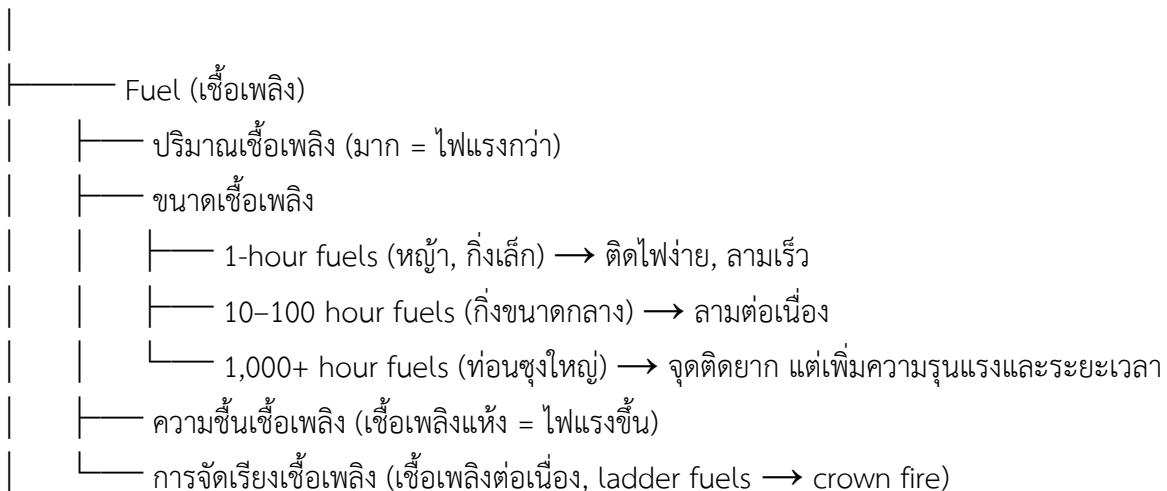 Fuel (เชื้อเพลิง)
ปริมาณเชื้อเพลิง (มาก = ไฟแรงกว่า)
ขนาดเชื้อเพลิง
1-hour fuels (หญ้า, กิ่งเล็ก) → ติดไฟง่าย, ลามเร็ว
10–100 hour fuels (กิ่งขนาดกลาง) → ลามต่อเนื่อง
1,000+ hour fuels (ท่อนซุงใหญ่) → จุดติดยาก แต่เพิ่มความรุนแรงและระยะเวลา
ความชื้นเชื้อเพลิง (เชื้อเพลิงแห้ง = ไฟแรงขึ้น)
การจัดเรียงเชื้อเพลิง (เชื้อเพลิงต่อเนื่อง, ladder fuels → crown fire)